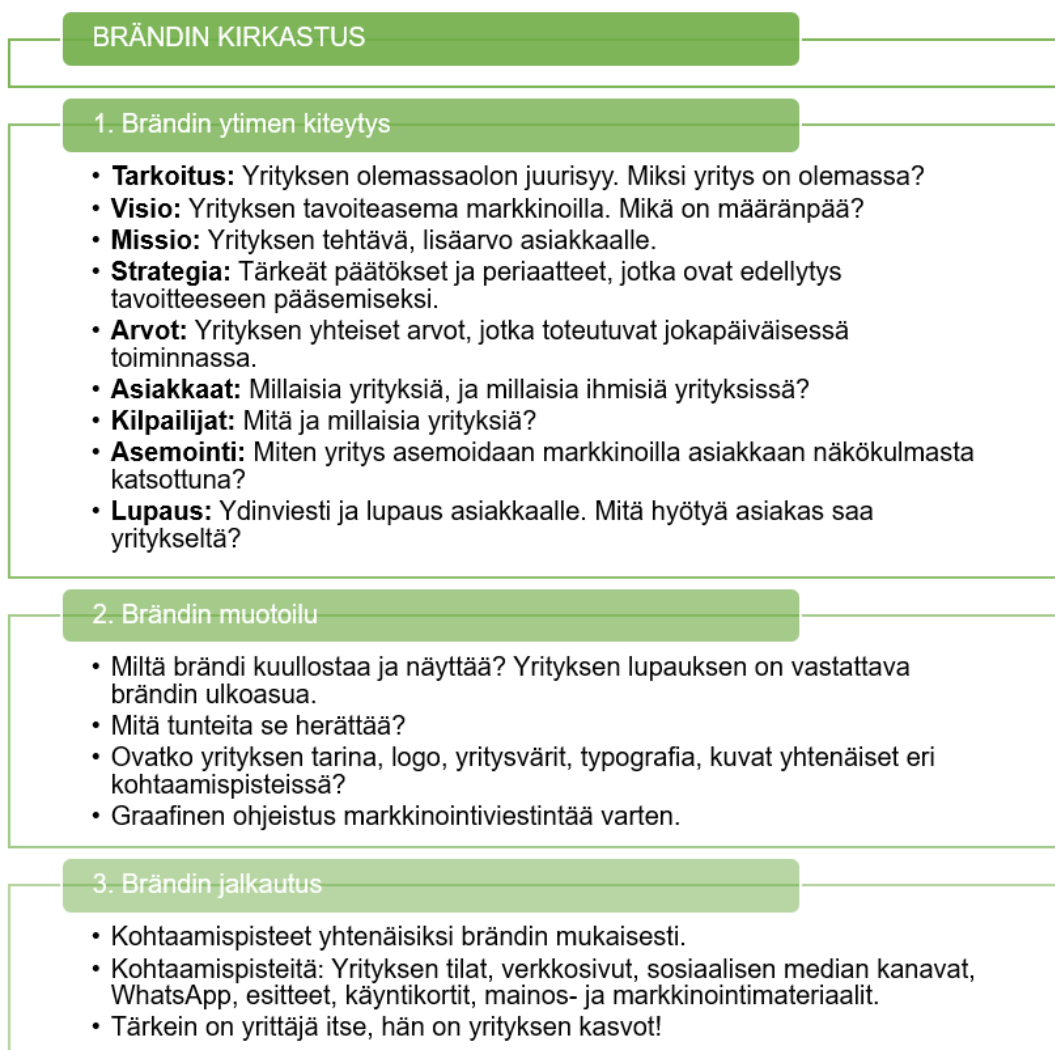 BRÄNDIN KIRKASTUS
1. Brändin ytimen kiteytys
• Tarkoitus: Yrityksen olemassaolon juurisyy. Miksi yritys on olemassa?
• Visio: Yrityksen tavoiteasema markkinoilla. Mikä on määränpää?
• Missio: Yrityksen tehtävä, lisäarvo asiakkaalle.
• Strategia: Tärkeät päätökset ja periaatteet, jotka ovat edellytys
tavoitteeseen pääsemiseksi.
• Arvot: Yrityksen yhteiset arvot, jotka toteutuvat jokapäiväisessä
toiminnassa.
• Asiakkaat: Millaisia yrityksiä, ja millaisia ihmisiä yrityksissä?
• Kilpailijat: Mitä ja millaisia yrityksiä?
• Asemointi: Miten yritys asemoidaan markkinoilla asiakkaan näkökulmasta
katsottuna?
• Lupaus: Ydinviesti ja lupaus asiakkaalle. Mitä hyötyä asiakas saa
yritykseltä?
2. Brändin muotoilu
• Miltä brändi kuullostaa ja näyttää? Yrityksen lupauksen on vastattava
brändin ulkoasua.
• Mitä tunteita se herättää?
• Ovatko yrityksen tarina, logo, yritysvärit, typografia, kuvat yhtenäiset eri
kohtaamispisteissä?
• Graafinen ohjeistus markkinointiviestintää varten.
3. Brändin jalkautus
• Kohtaamispisteet yhtenäisiksi brändin mukaisesti.
• Kohtaamispisteitä: Yrityksen tilat, verkkosivut, sosiaalisen median kanavat,
WhatsApp, esitteet, käyntikortit, mainos- ja markkinointimateriaalit.
• Tärkein on yrittäjä itse, hän on yrityksen kasvot!